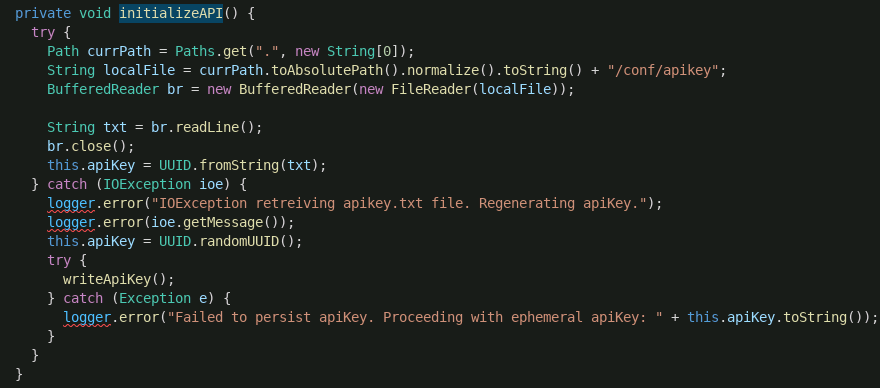 private void initializeAPI() {
  try {
    Path currPath = Paths.get(".", new String[0]);
    String localFile = currPath.toAbsolutePath().normalize().toString() + "/conf/apikey";
    BufferedReader br = new BufferedReader(new FileReader(localFile));

    String txt = br.readLine();
    br.close();
    this.apiKey = UUID.fromString(txt);
  } catch (IOException ioe) {
    logger.error("IOException retreiving apikey.txt file. Regenerating apiKey.");
    logger.error(ioe.getMessage());
    this.apiKey = UUID.randomUUID();
    try {
      writeApiKey();
    } catch (Exception e) {
      logger.error("Failed to persist apiKey. Proceeding with ephemeral apiKey: " + this.apiKey.toString());
    }
  }
}